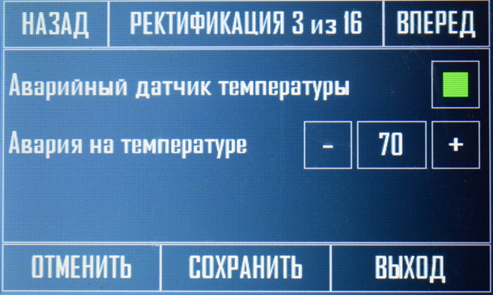 НАЗАД РЕКТИФИКАЦИЯ 3 из 16 ВПЕРЕД
Аварийный датчик температуры
Авария на температуре - 70 +
ОТМЕНИТЬ СОХРАНИТЬ ВЫХОД